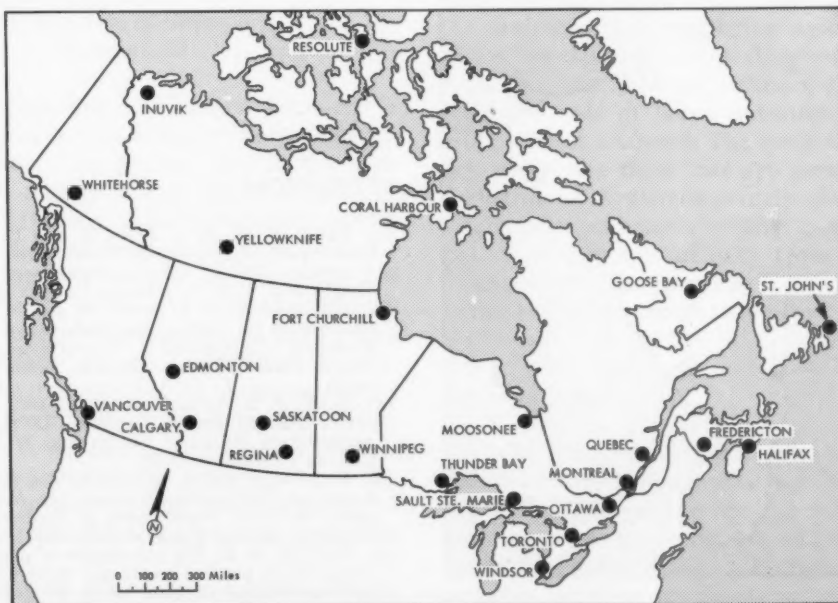 RESOLUTE
INUVIK
WHITEHORSE
CORAL HARBOUR
YELLOWKNIFE
GOOSE BAY
ST. JOHN'S
FORT CHURCHILL
EDMONTON
VANCOUVER
CALGARY
SASKATOON
MOOSONEE
FREDERICTON
REGINA
WINNIPEG
QUEBEC
HALIFAX
THUNDER BAY
MONTREAL
SAULT STE. MARIE
OTTAWA
N
TORONTO
WINDSOR
0 100 200 300 Miles